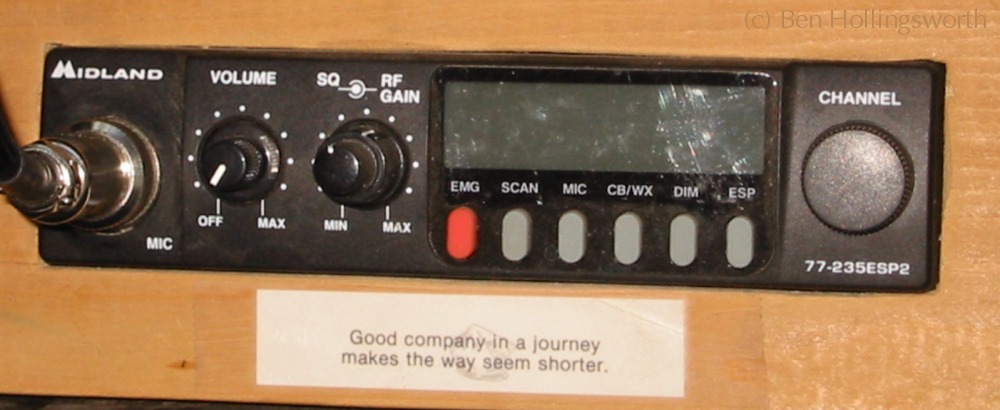 (c) Ben Hollingsworth
MIDLAND
VOLUME
OFF
MAX
SQ
RF
GAIN
MIN
MAX
MIC
EMG
SCAN
MIC
CB/WX
DIM
ESP
CHANNEL
77-235ESP2
Good company in a journey
makes the way seem shorter.